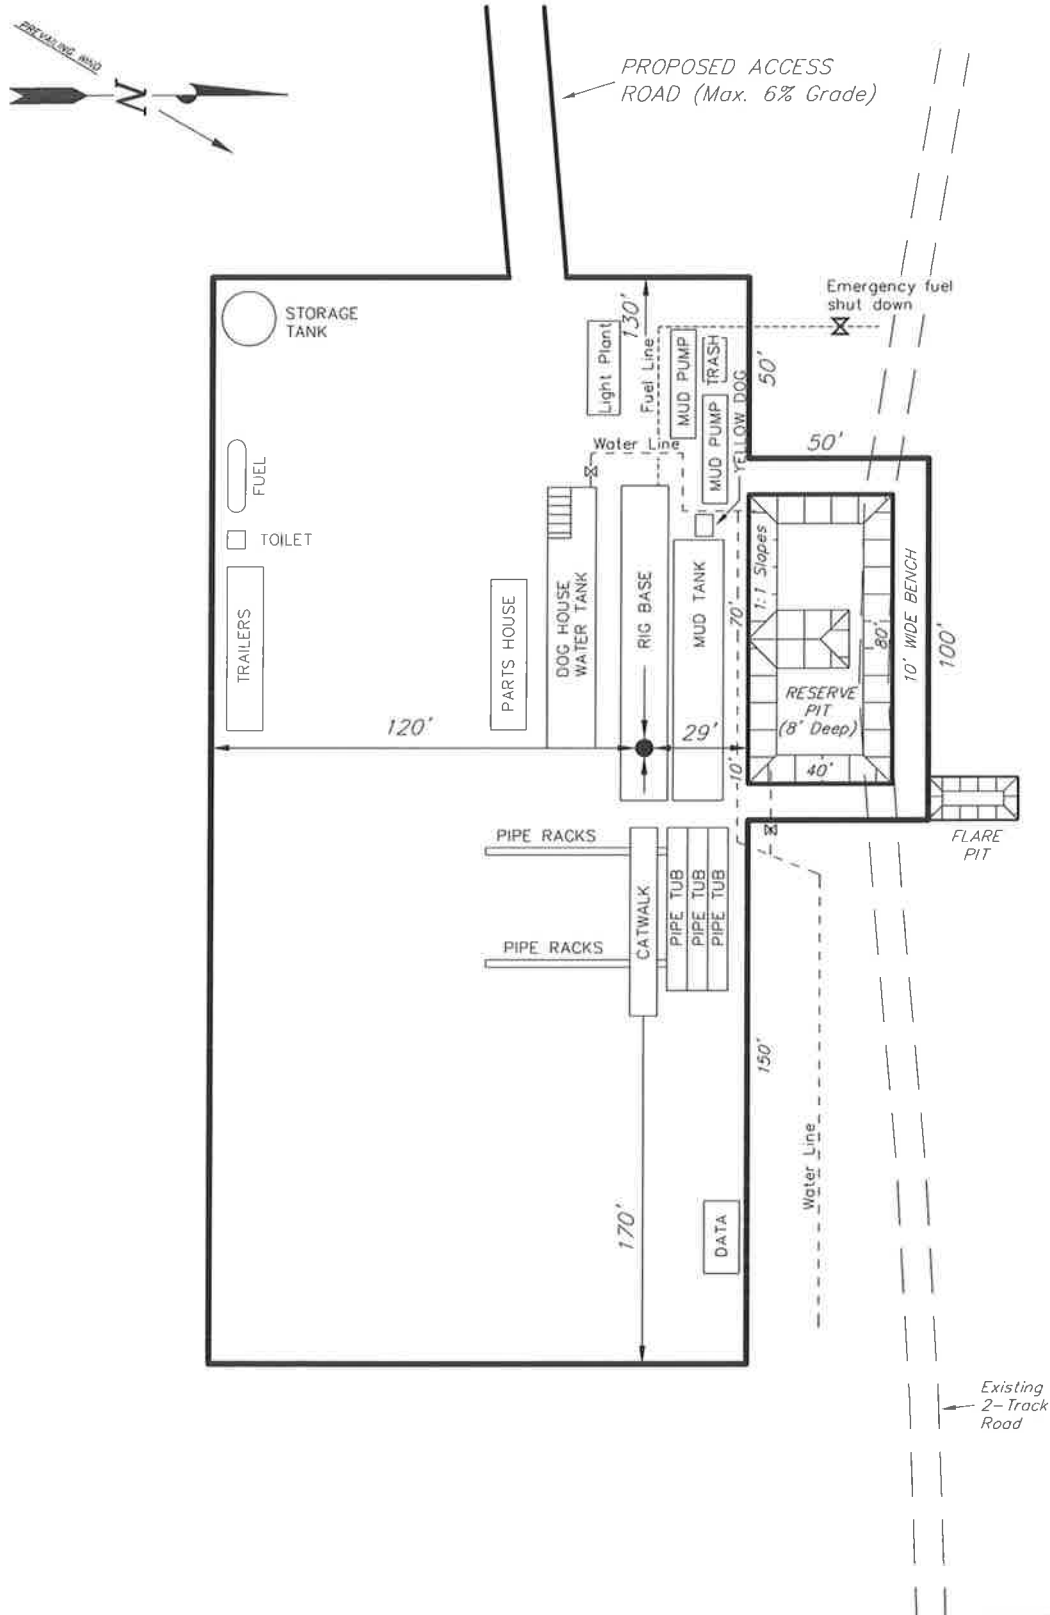 PREVAILING WIND
N
PROPOSED ACCESS
ROAD (Max. 6% Grade)
STORAGE
TANK
Emergency fuel
shut down
130'
Light Plant
Fuel Line
MUD PUMP
TRASH
50'
MUD PUMP
YELLOW DOG
Water Line
50'
FUEL
TOILET
TRAILERS
PARTS HOUSE
DOG HOUSE
WATER TANK
RIG BASE
MUD TANK
70'
1:1 Slopes
80'
10' WIDE BENCH
100'
RESERVE
PIT
(8' Deep)
120'
29'
10'
40'
FLARE
PIT
PIPE RACKS
CATWALK
PIPE TUB
PIPE TUB
PIPE TUB
PIPE RACKS
150'
Water Line
170'
DATA
Existing
2-Track
Road